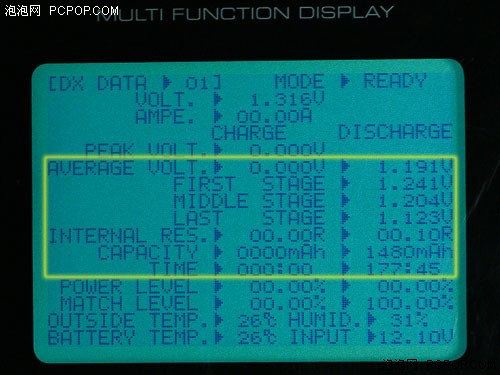 泡泡网 PCPOP.COM
MULTI FUNCTION DISPLAY
[DX DATA ▶ 01] MODE ▶ READY
VOLT. ▶ 1.316V
AMPE. ▶ 00.00A
CHARGE DISCHARGE
PEAK VOLT. ▶ 0.000V
AVERAGE VOLT. ▶ 0.000V ▶ 1.191V
FIRST STAGE ▶ 1.241V
MIDDLE STAGE ▶ 1.204V
LAST STAGE ▶ 1.123V
INTERNAL RES. ▶ 00.00R ▶ 00.10R
CAPACITY ▶ 0000mAh ▶ 1480mAh
TIME ▶ 000:00 ▶ 177:45
POWER LEVEL ▶ 00.00% ▶ 00.00%
MATCH LEVEL ▶ 00.00% ▶ 100.00%
OUTSIDE TEMP. ▶ 26℃ HUMID. ▶ 31%
BATTERY TEMP. ▶ 26℃ INPUT ▶ 12.10V